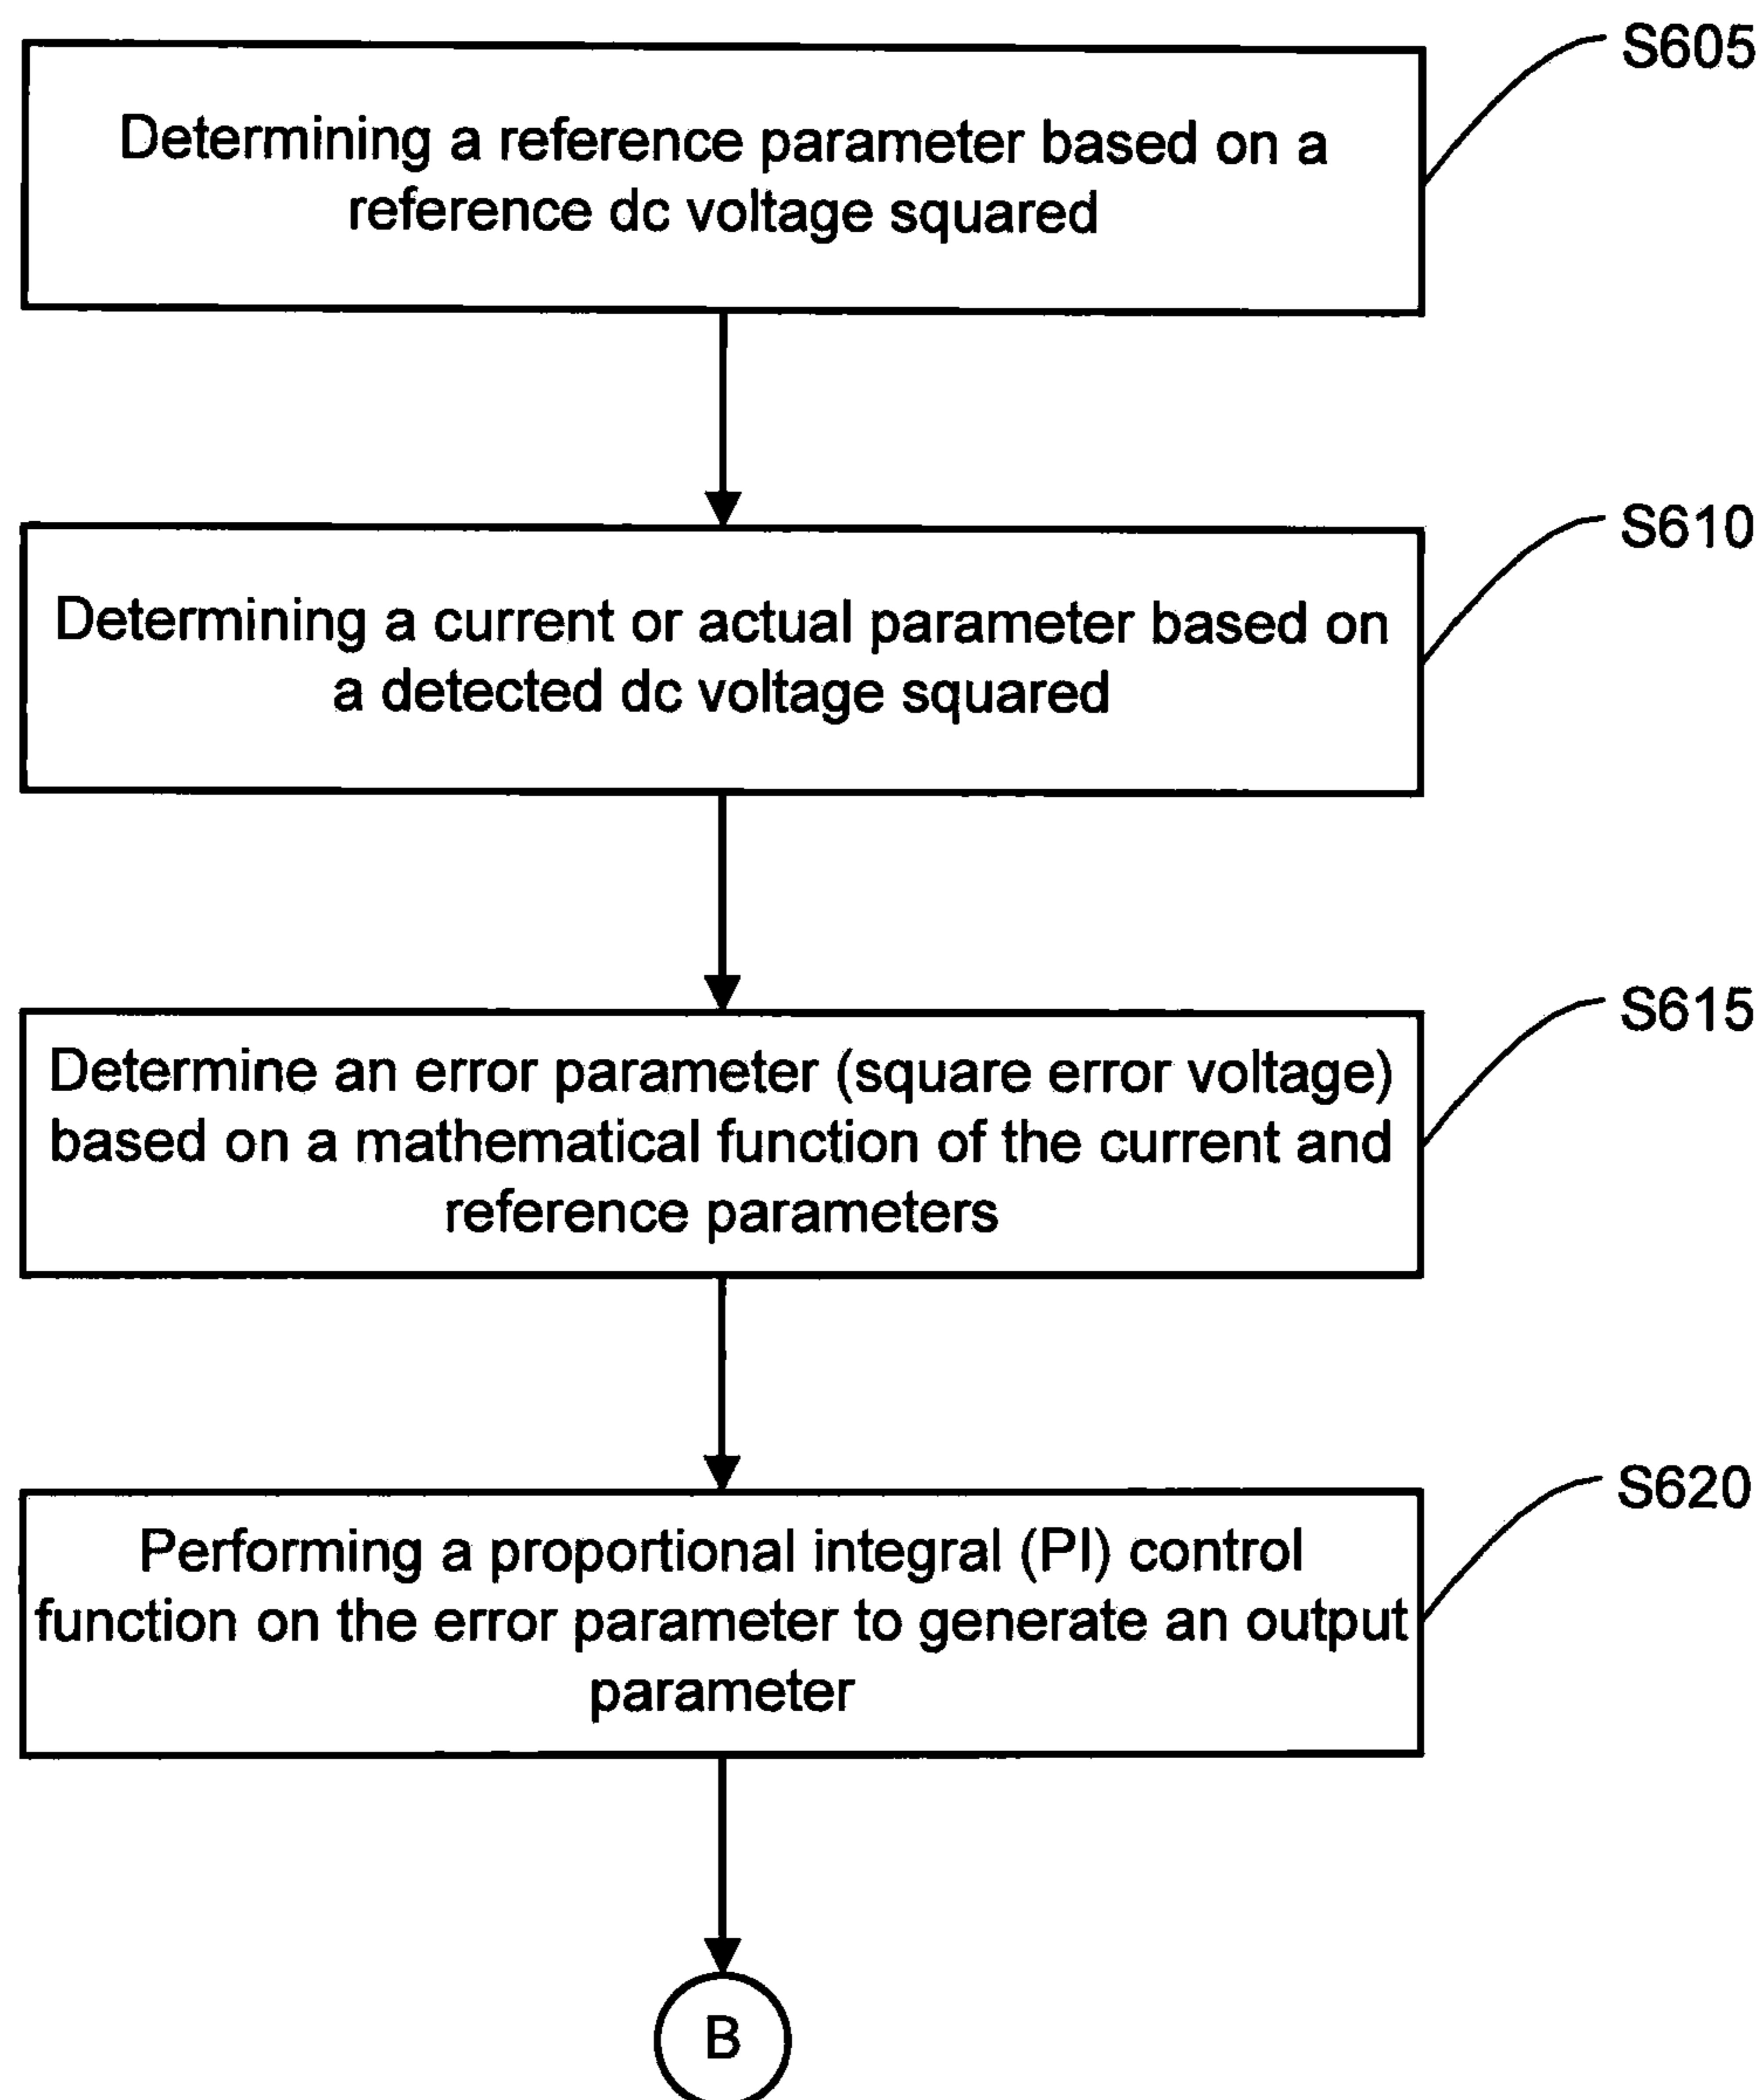 S605
Determining a reference parameter based on a
reference dc voltage squared
S610
Determining a current or actual parameter based on
a detected dc voltage squared
S615
Determine an error parameter (square error voltage)
based on a mathematical function of the current and
reference parameters
S620
Performing a proportional integral (PI) control
function on the error parameter to generate an output
parameter
B